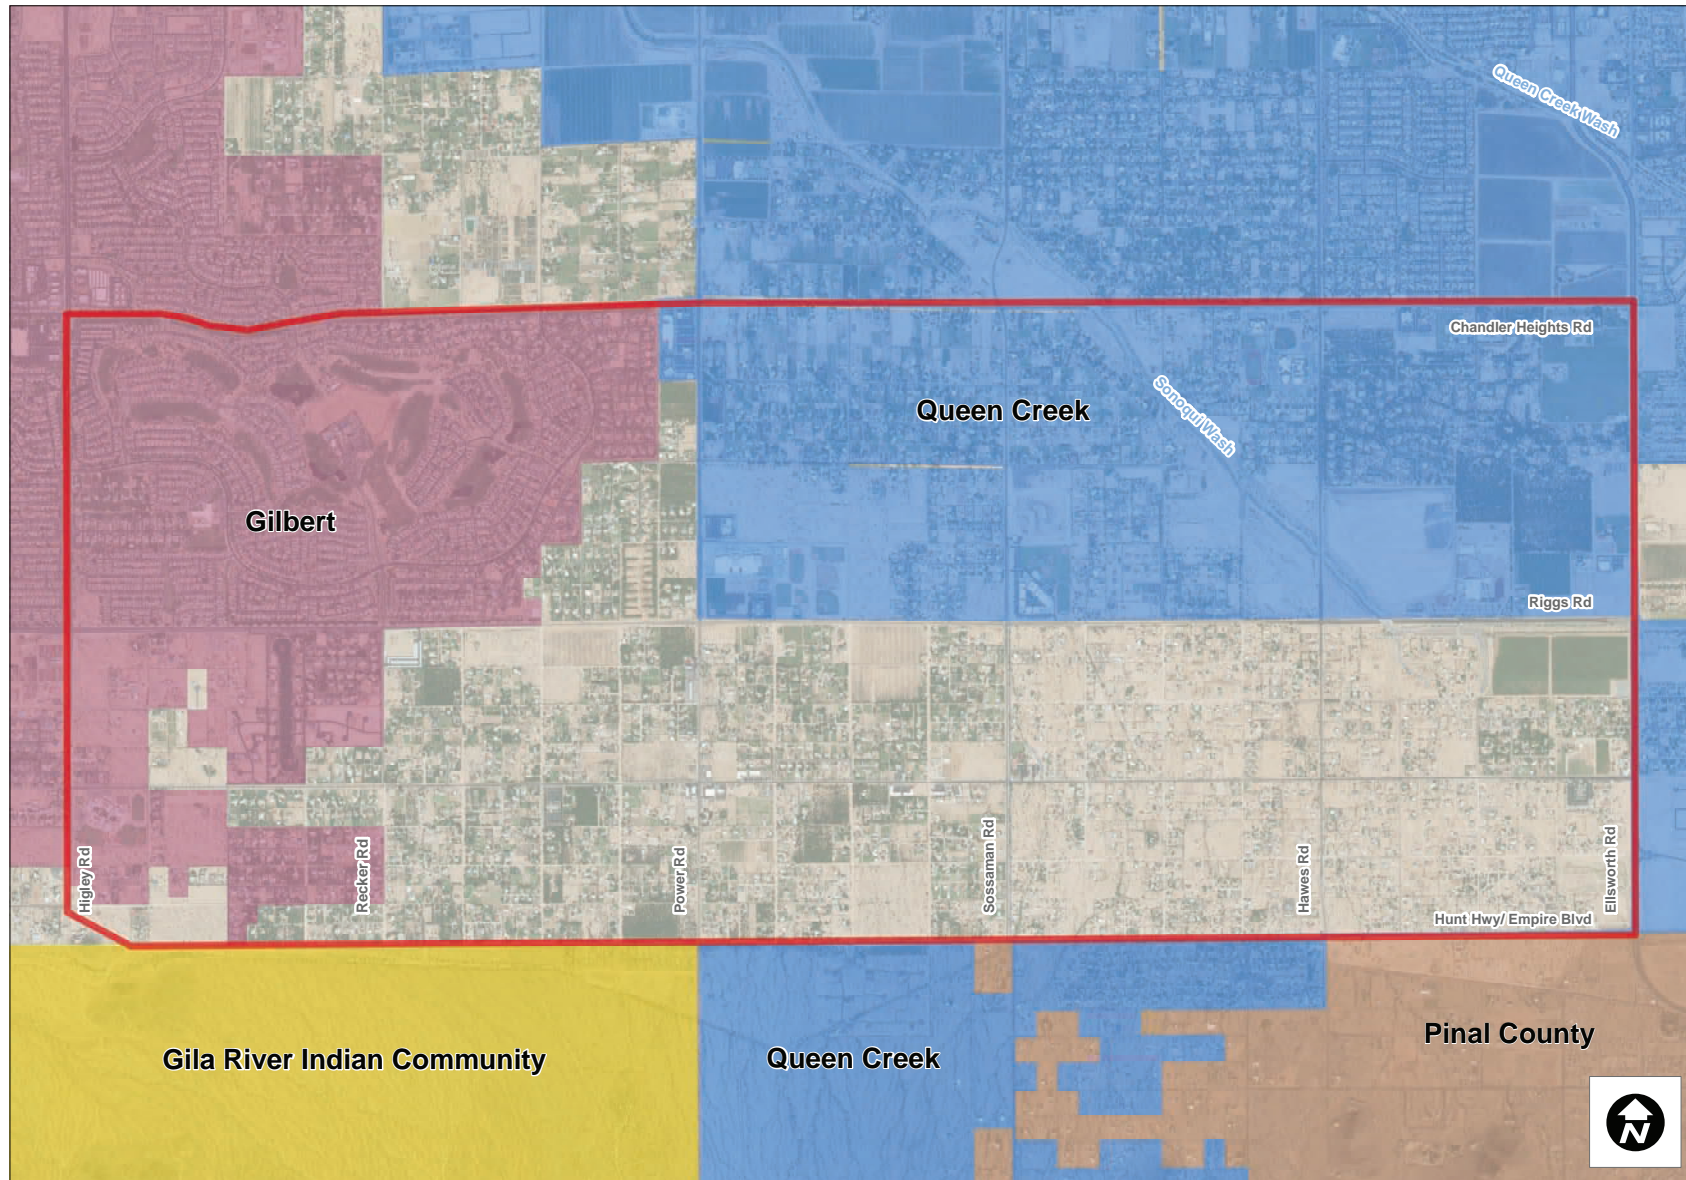 Queen Creek Wash
Chandler Heights Rd
Queen Creek
Sonoqui Wash
Gilbert
Riggs Rd
Higley Rd
Recker Rd
Power Rd
Sossaman Rd
Hawes Rd
Ellsworth Rd
Hunt Hwy/ Empire Blvd
Gila River Indian Community
Queen Creek
Pinal County
N